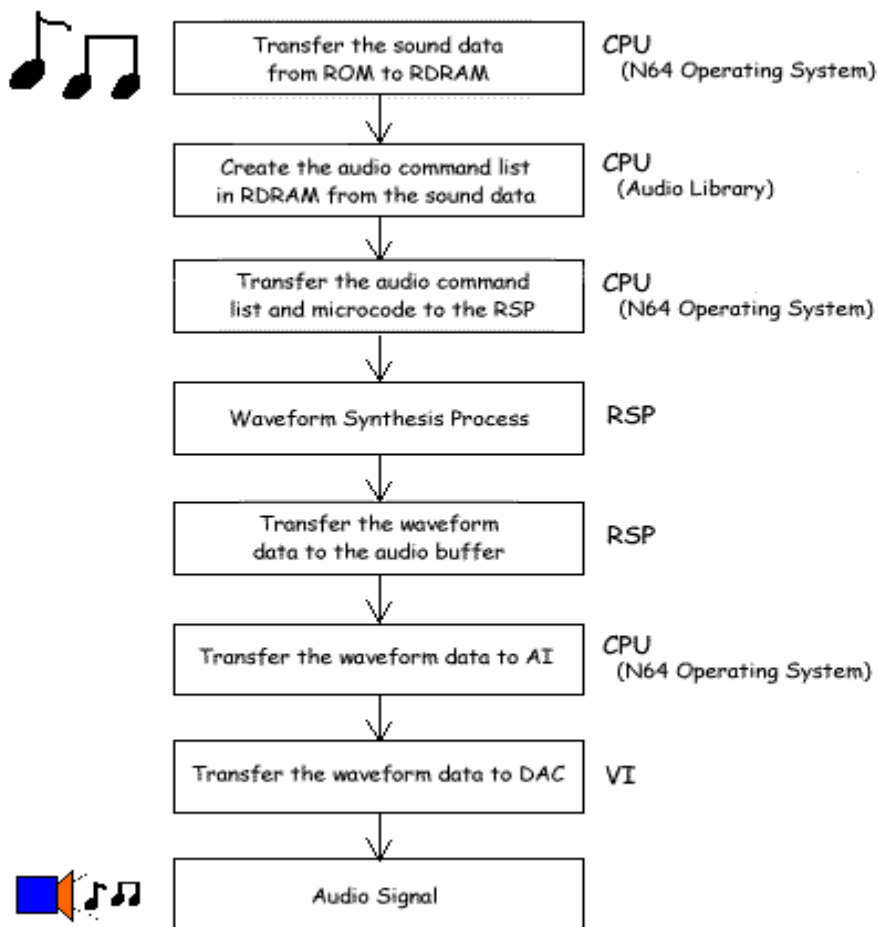 Transfer the sound data
from ROM to RDRAM
CPU
(N64 Operating System)
Create the audio command list
in RDRAM from the sound data
CPU
(Audio Library)
Transfer the audio command
list and microcode to the RSP
CPU
(N64 Operating System)
Waveform Synthesis Process
RSP
Transfer the waveform
data to the audio buffer
RSP
Transfer the waveform data to AI
CPU
(N64 Operating System)
Transfer the waveform data to DAC
VI
Audio Signal